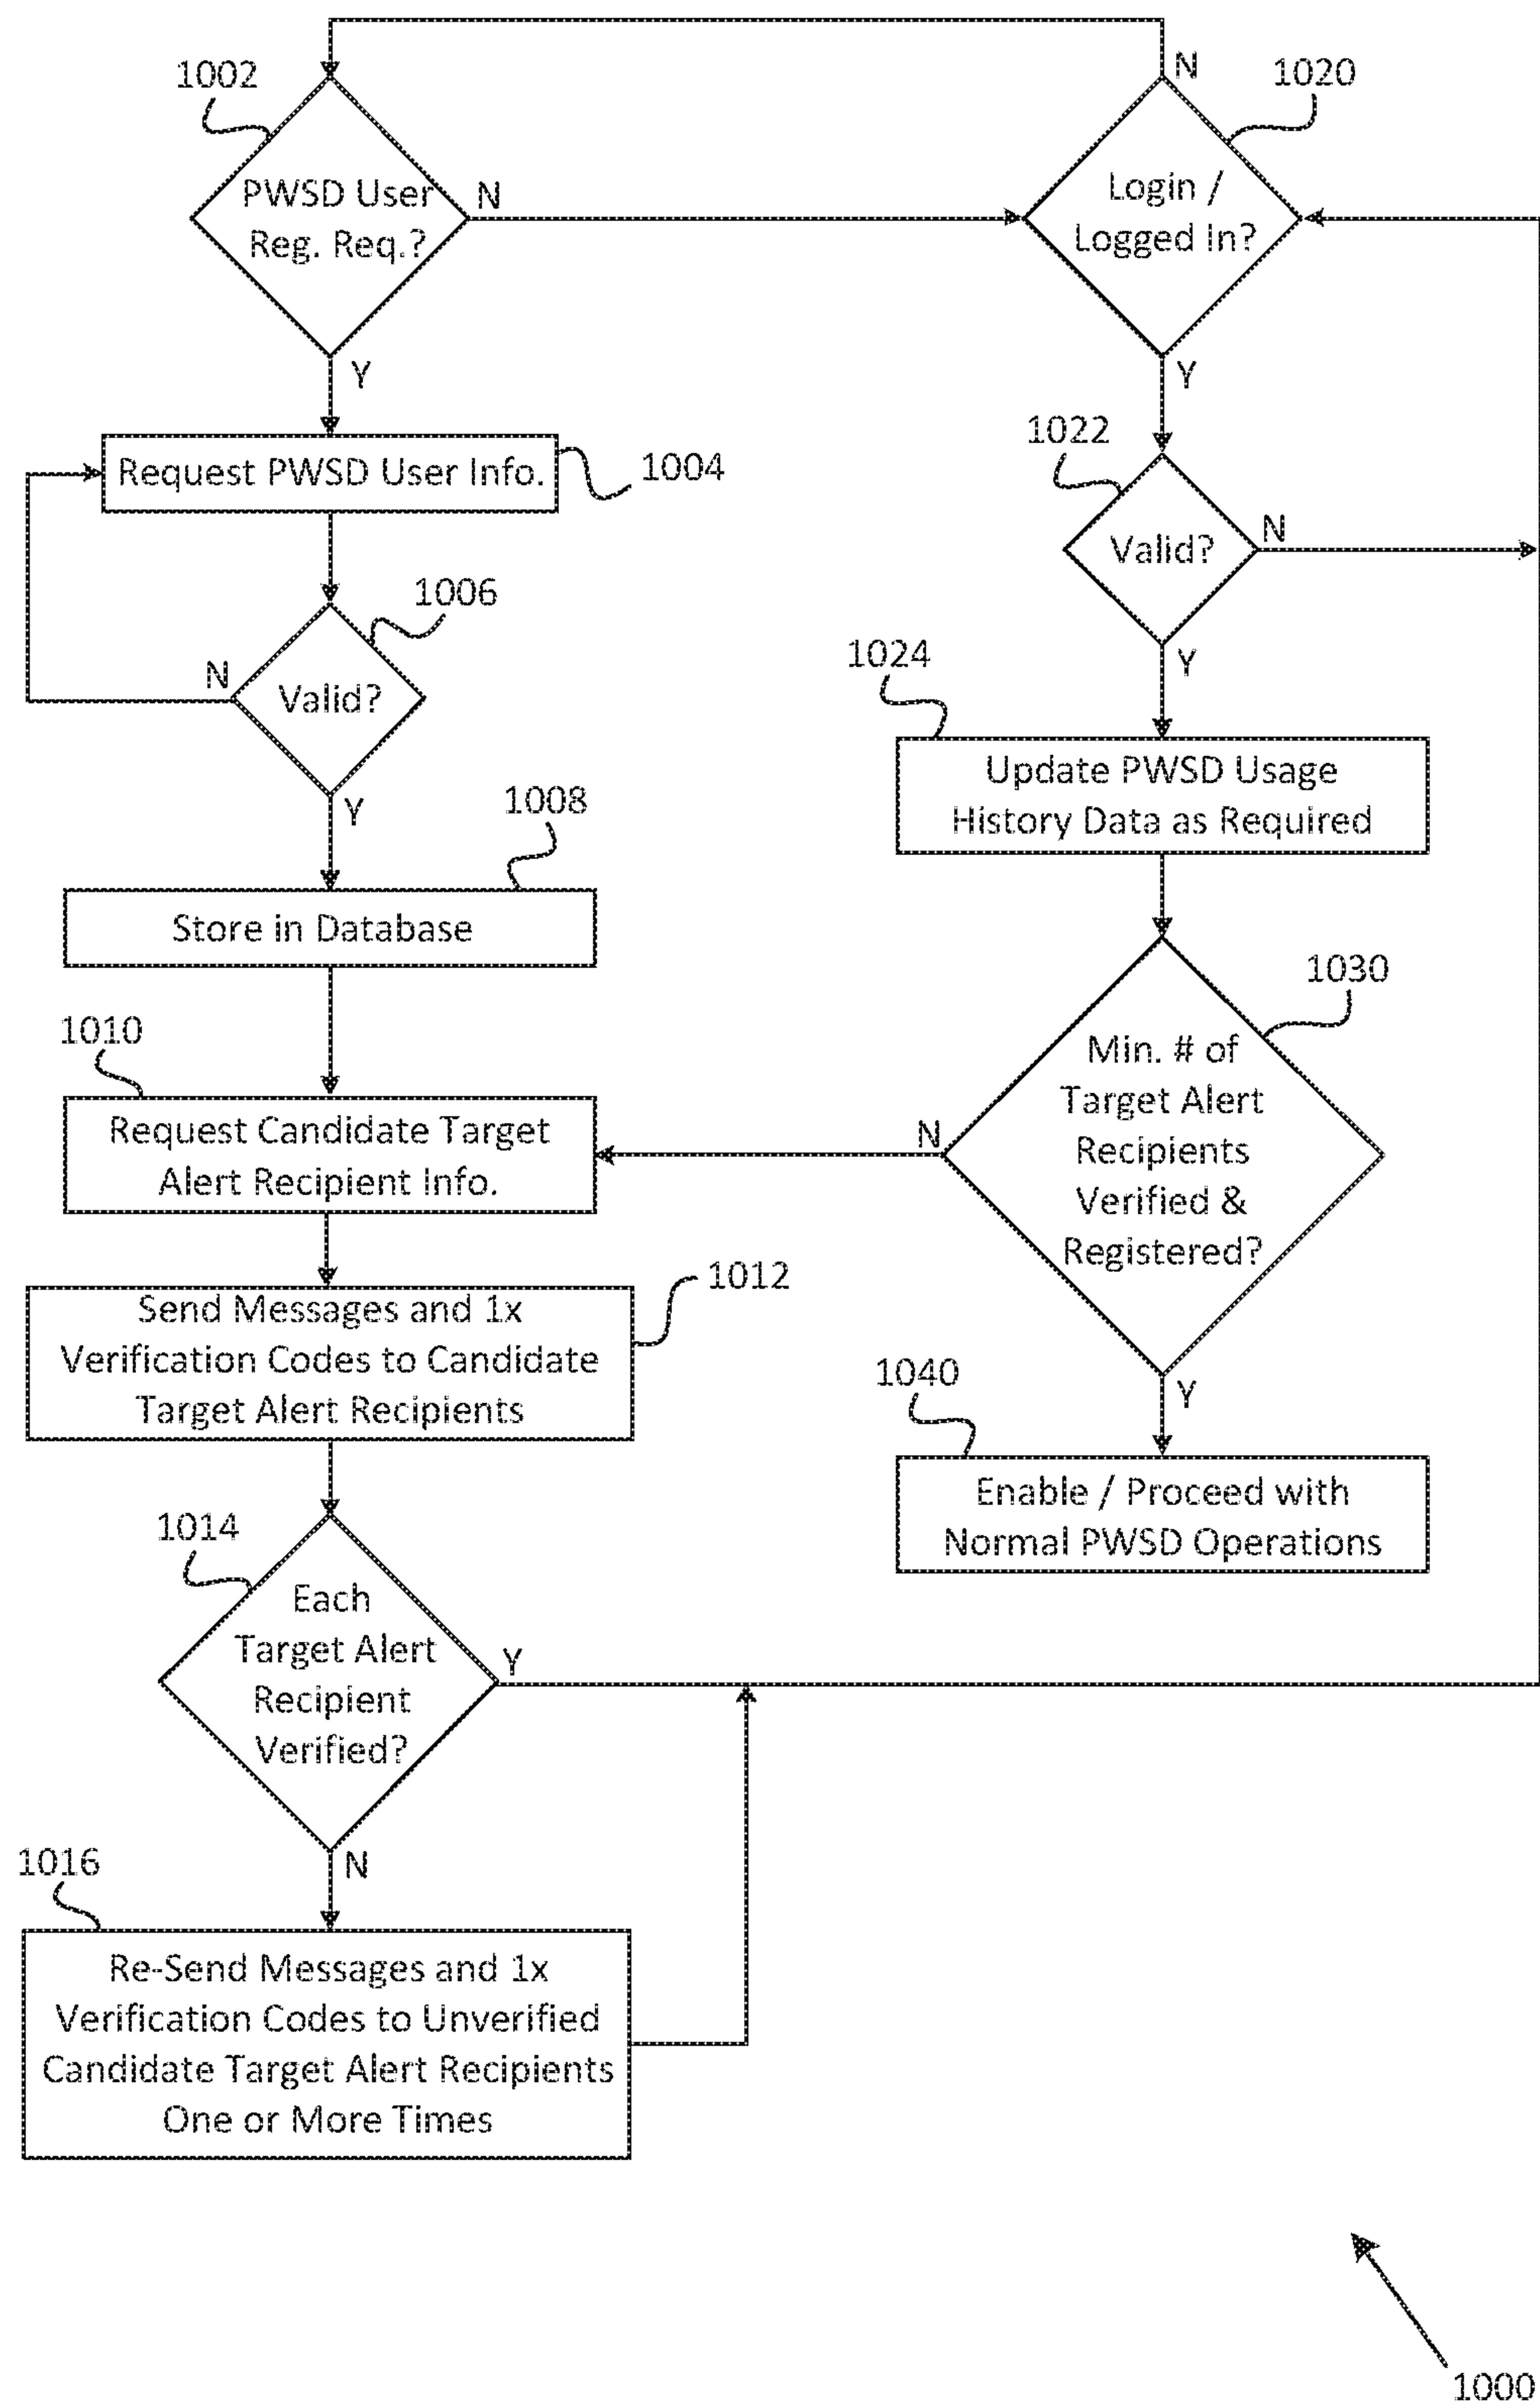 N
1002
1020
PWSD User
Reg. Req.?
N
Login /
Logged In?
Y
Y
1022
Request PWSD User Info.
1004
Valid?
N
1006
N
Valid?
Y
1024
Y
1008
Update PWSD Usage
History Data as Required
Store in Database
1030
1010
Min. # of
Target Alert
Recipients
Verified &
Registered?
N
Request Candidate Target
Alert Recipient Info.
1012
Send Messages and 1x
Verification Codes to Candidate
Target Alert Recipients
Y
1040
Enable / Proceed with
Normal PWSD Operations
1014
Each
Target Alert
Recipient
Verified?
Y
N
1016
Re-Send Messages and 1x
Verification Codes to Unverified
Candidate Target Alert Recipients
One or More Times
1000